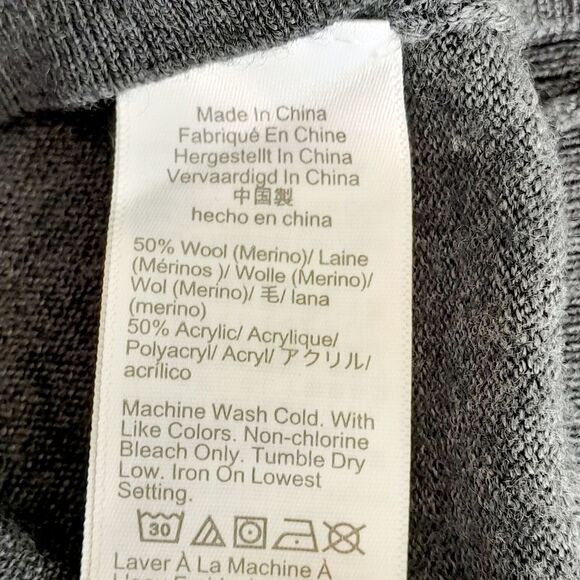 Made In China
Fabriqué En Chine
Hergestellt In China
Vervaardigd In China
中国製
hecho en china
50% Wool (Merino)/ Laine
(Mérinos )/ Wolle (Merino)/
Wol (Merino)/ 毛/ lana
(merino)
50% Acrylic/ Acrylique/
Polyacryl/ Acryl/ アクリル/
acrílico
Machine Wash Cold. With
Like Colors. Non-chlorine
Bleach Only. Tumble Dry
Low. Iron On Lowest
Setting.
30
Laver À La Machine À